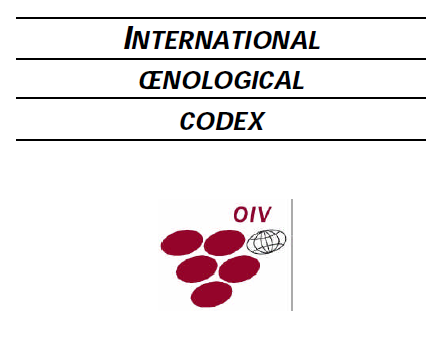 INTERNATIONAL
ŒNOLOGICAL
CODEX
OIV